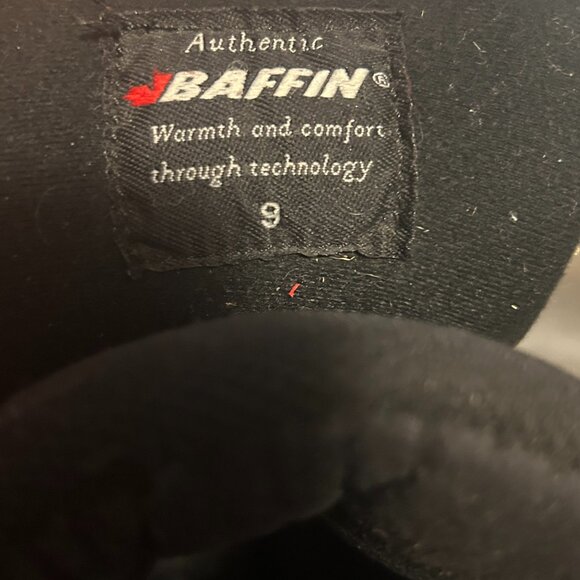 Authentic
BAFFIN®
Warmth and comfort
through technology
9